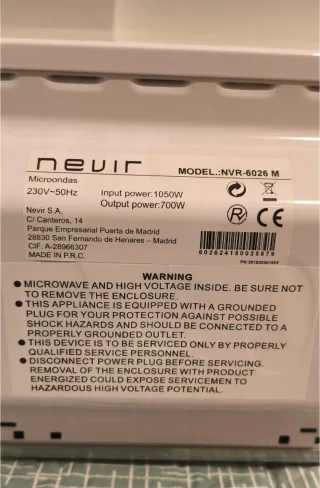 nevir
MODEL.:NVR-6026 M
Microondas
230V~50Hz Input power:1050W
Output power:700W
Nevir S.A.
C/ Canteros, 14
Parque Empresarial Puerta de Madrid
28830 San Fernando de Henares – Madrid
CIF: A-28966307
MADE IN P.R.C.
R
CE
602624150025879
WARNING
● MICROWAVE AND HIGH VOLTAGE INSIDE. BE SURE NOT
TO REMOVE THE ENCLOSURE.
● THIS APPLIANCE IS EQUIPPED WITH A GROUNDED
PLUG FOR YOUR PROTECTION AGAINST POSSIBLE
SHOCK HAZARDS AND SHOULD BE CONNECTED TO A
PROPERLY GROUNDED OUTLET.
● THIS DEVICE IS TO BE SERVICED ONLY BY PROPERLY
QUALIFIED SERVICE PERSONNEL.
● DISCONNECT POWER PLUG BEFORE SERVICING.
REMOVAL OF THE ENCLOSURE WITH PRODUCT
ENERGIZED COULD EXPOSE SERVICEMEN TO
HAZARDOUS HIGH VOLTAGE POTENTIAL.